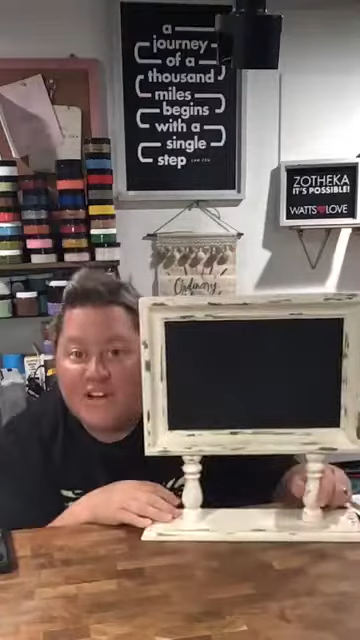 a
journey
of a
thousand
miles
begins
with a
single
step
ZOTHEKA
IT'S POSSIBLE!
WATTS LOVE
Ordinary